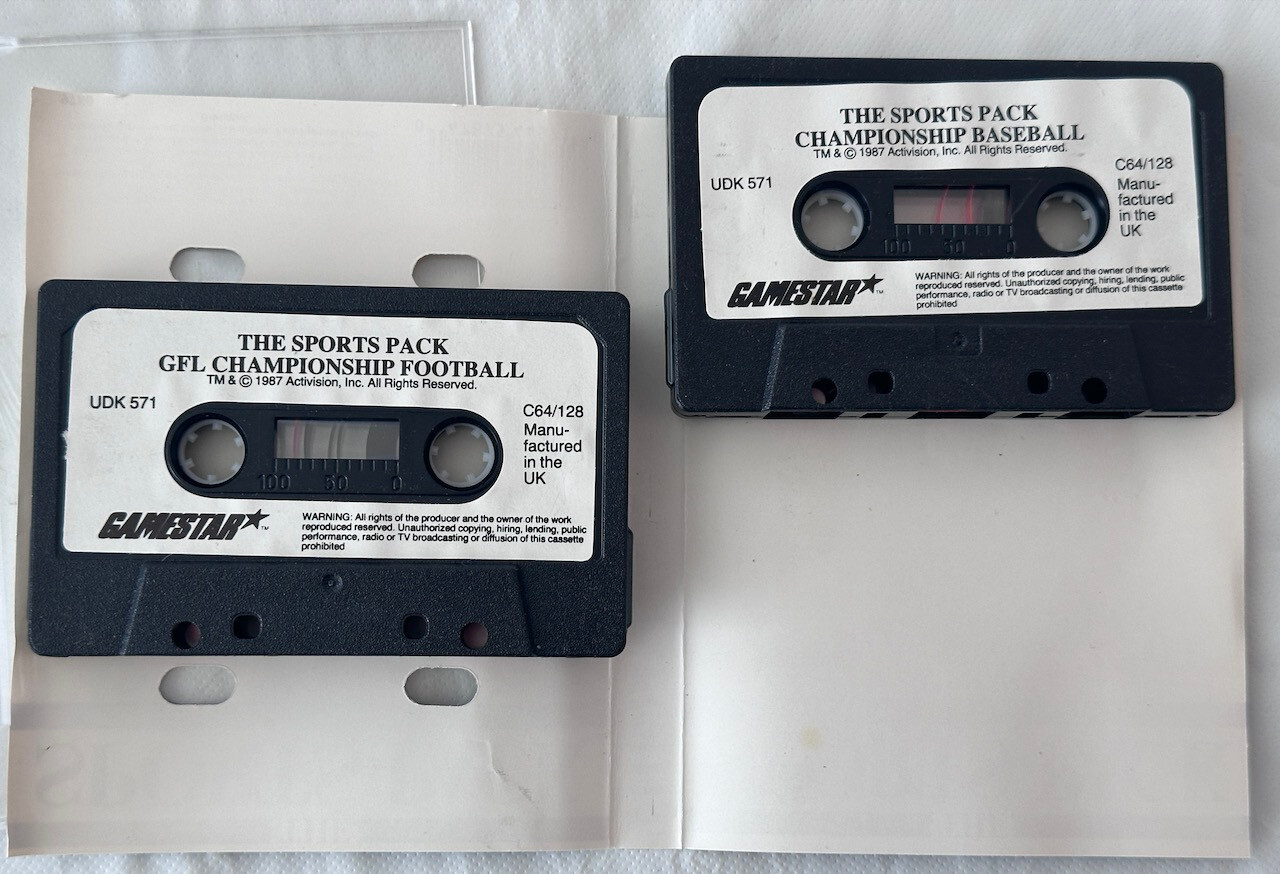 THE SPORTS PACK
CHAMPIONSHIP BASEBALL
TM & © 1987 Activision, Inc. All Rights Reserved.
UDK 571
C64/128
Manu-
factured
in the
UK
100 50 0
GAMESTAR™
WARNING: All rights of the producer and the owner of the work
reproduced reserved. Unauthorized copying, hiring, lending, public
performance, radio or TV broadcasting or diffusion of this cassette
prohibited
THE SPORTS PACK
GFL CHAMPIONSHIP FOOTBALL
TM & © 1987 Activision, Inc. All Rights Reserved.
UDK 571
C64/128
Manu-
factured
in the
UK
100 50 0
GAMESTAR™
WARNING: All rights of the producer and the owner of the work
reproduced reserved. Unauthorized copying, hiring, lending, public
performance, radio or TV broadcasting or diffusion of this cassette
prohibited